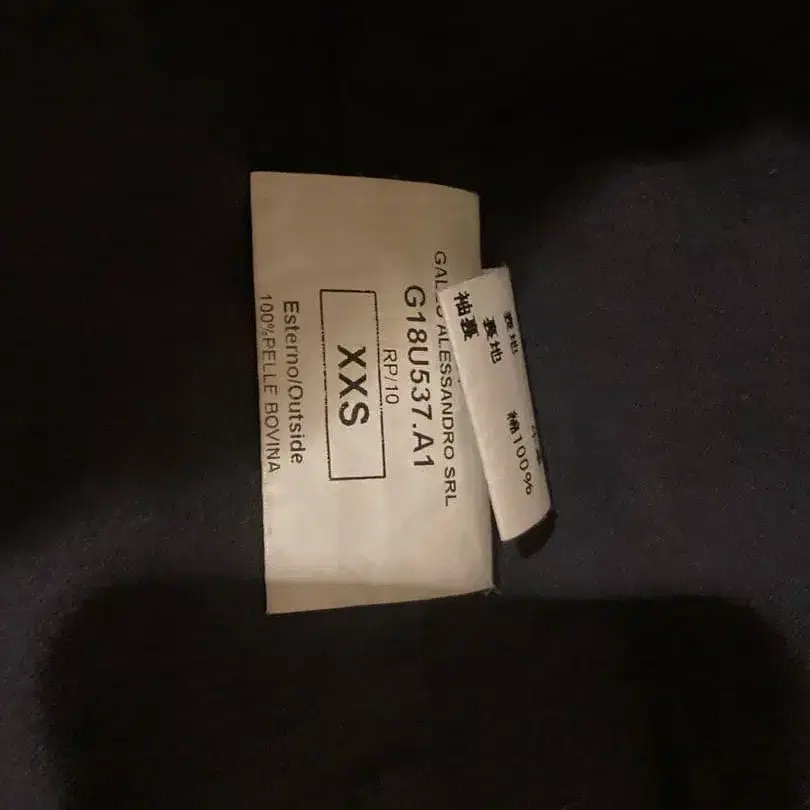 ALESSANDRO SRL
G18U537.A1
RP/10
XXS
Esterno/Outside
100%PELLE BOVINA
表地
裏地 綿100%
袖裏